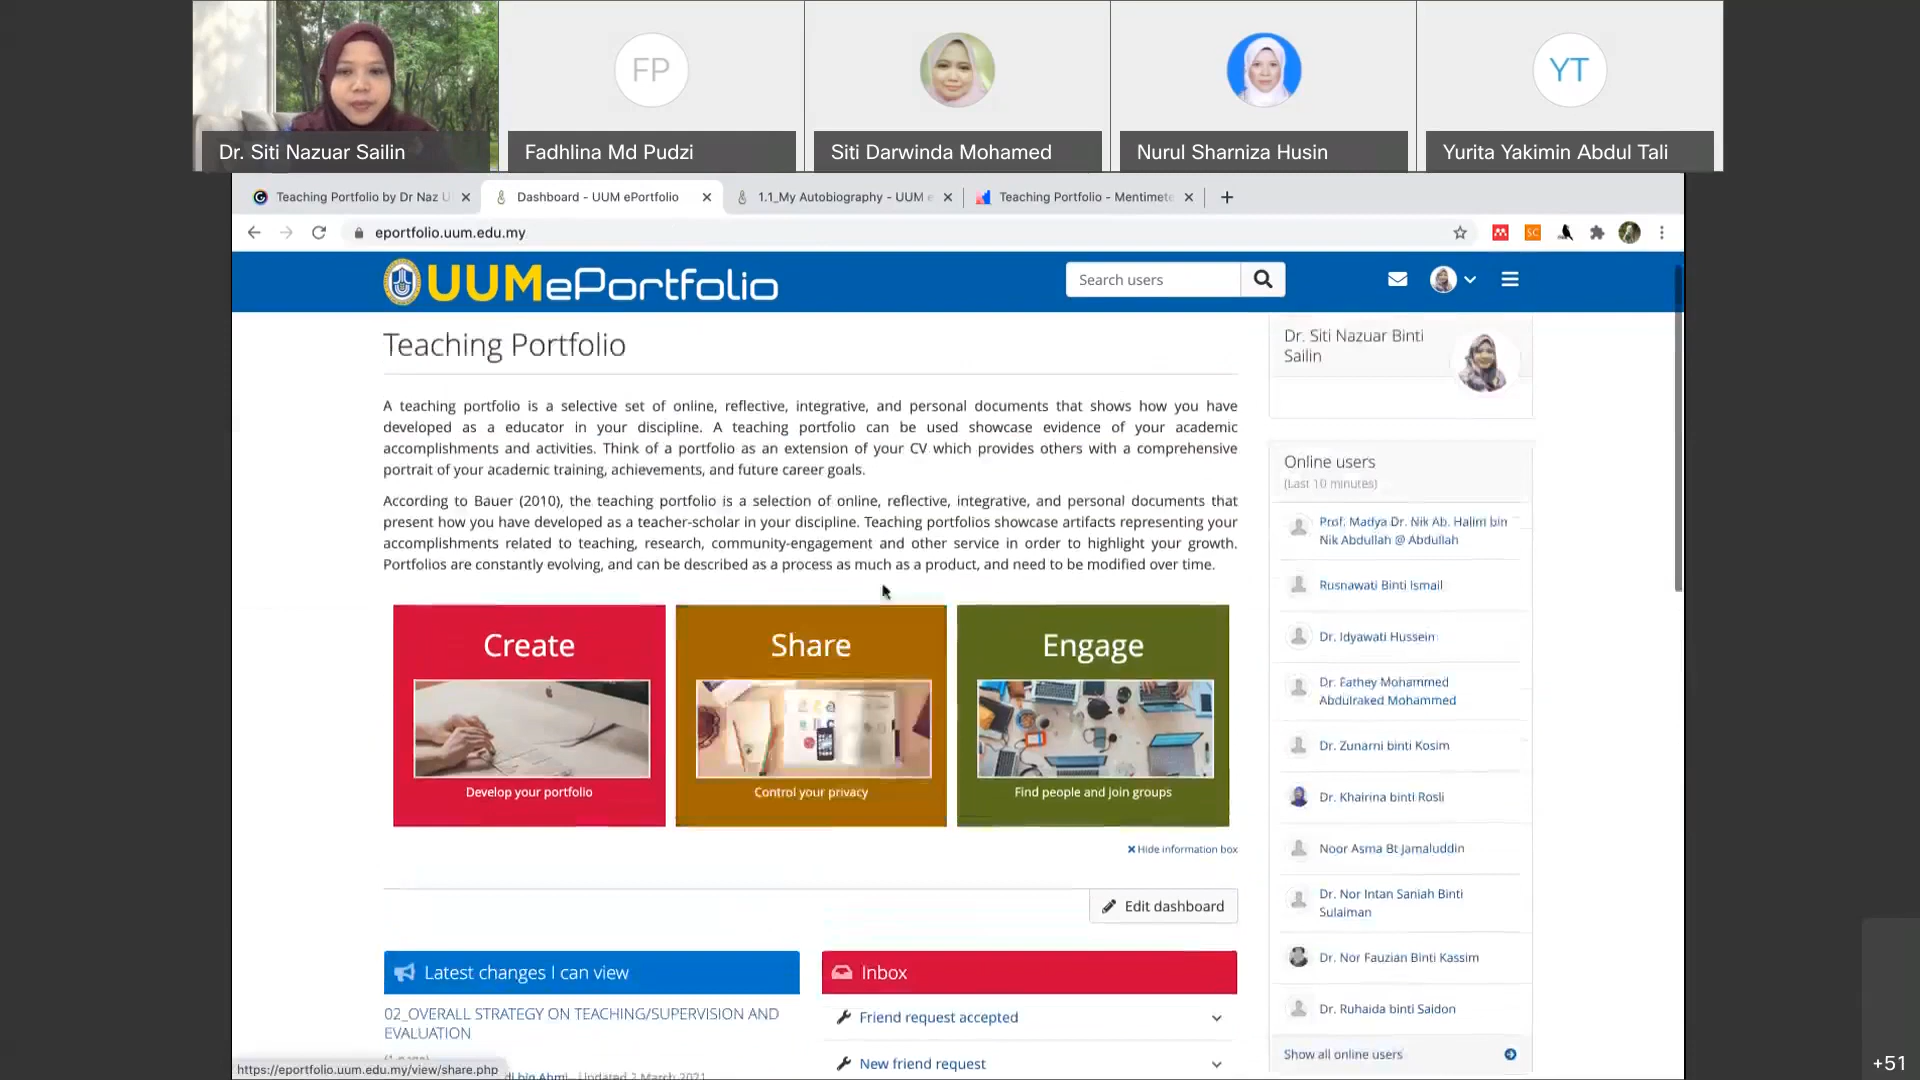 FP
YT
Dr. Siti Nazuar Sailin
Fadhlina Md Pudzi
Siti Darwinda Mohamed
Nurul Sharniza Husin
Yurita Yakimin Abdul Tali
Teaching Portfolio by Dr Naz U
Dashboard - UUM ePortfolio
1.1_My Autobiography - UUM e
Teaching Portfolio - Mentimete
eportfolio.uum.edu.my
SC
UUMePortfolio
Search users
Teaching Portfolio
A teaching portfolio is a selective set of online, reflective, integrative, and personal documents that shows how you have
developed as a educator in your discipline. A teaching portfolio can be used showcase evidence of your academic
accomplishments and activities. Think of a portfolio as an extension of your CV which provides others with a comprehensive
portrait of your academic training, achievements, and future career goals.
According to Bauer (2010), the teaching portfolio is a selection of online, reflective, integrative, and personal documents that
present how you have developed as a teacher-scholar in your discipline. Teaching portfolios showcase artifacts representing your
accomplishments related to teaching, research, community-engagement and other service in order to highlight your growth.
Portfolios are constantly evolving, and can be described as a process as much as a product, and need to be modified over time.
Create
Develop your portfolio
Share
Control your privacy
Engage
Find people and join groups
Hide information box
Edit dashboard
Latest changes I can view
02_OVERALL STRATEGY ON TEACHING/SUPERVISION AND
EVALUATION
Updated 2 March 2021
Inbox
Friend request accepted
New friend request
Dr. Siti Nazuar Binti
Sailin
Online users
(Last 10 minutes)
Prof. Madya Dr. Nik Ab. Halim bin
Nik Abdullah @ Abdullah
Rusnawati Binti Ismail
Dr. Idyawati Hussein
Dr. Fathey Mohammed
Abdulraked Mohammed
Dr. Zunarni binti Kosim
Dr. Khairina binti Rosli
Noor Asma Bt Jamaluddin
Dr. Nor Intan Saniah Binti
Sulaiman
Dr. Nor Fauzian Binti Kassim
Dr. Ruhaida binti Saidon
Show all online users
https://eportfolio.uum.edu.my/view/share.php
+51